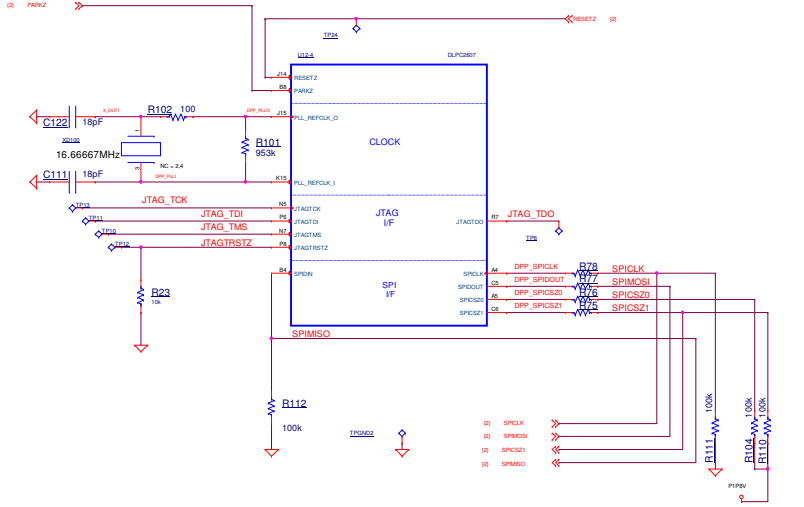 [2] PARKZ
RESETZ [2]
TP24
U12-4 DLPC2607
J14 RESETZ
B8 PARKZ
X_OUT1 R102 100 DPP_PLLO J15 PLL_REFCLK_O
C122 18pF
XD100
R101
953k
CLOCK
16.66667MHz
1
3
NC = 2,4
C111 18pF DPP_PLLI K15 PLL_REFCLK_I
JTAG_TCK
TP13 N5 JTAGTCK
JTAG_TDI
TP11 P6 JTAGTDI
JTAG_TMS
TP10 N7 JTAGTMS
JTAGTRSTZ
TP12 P8 JTAGTRSTZ
JTAG
I/F
JTAGTDO R7 JTAG_TDO
TP8
B4 SPIDIN
SPI
I/F
SPICLK A4 DPP_SPICLK R78 SPICLK
SPIDOUT C5 DPP_SPIDOUT R77 SPIMOSI
SPICSZ0 A5 DPP_SPICSZ0 R76 SPICSZ0
SPICSZ1 C6 DPP_SPICSZ1 R75 SPICSZ1
R23
10k
SPIMISO
R112
100k
TPGND2
[2] SPICLK
[2] SPIMOSI
[2] SPICSZ1
[2] SPIMISO
R111 100k
R104 100k
R110 100k
P1P8V